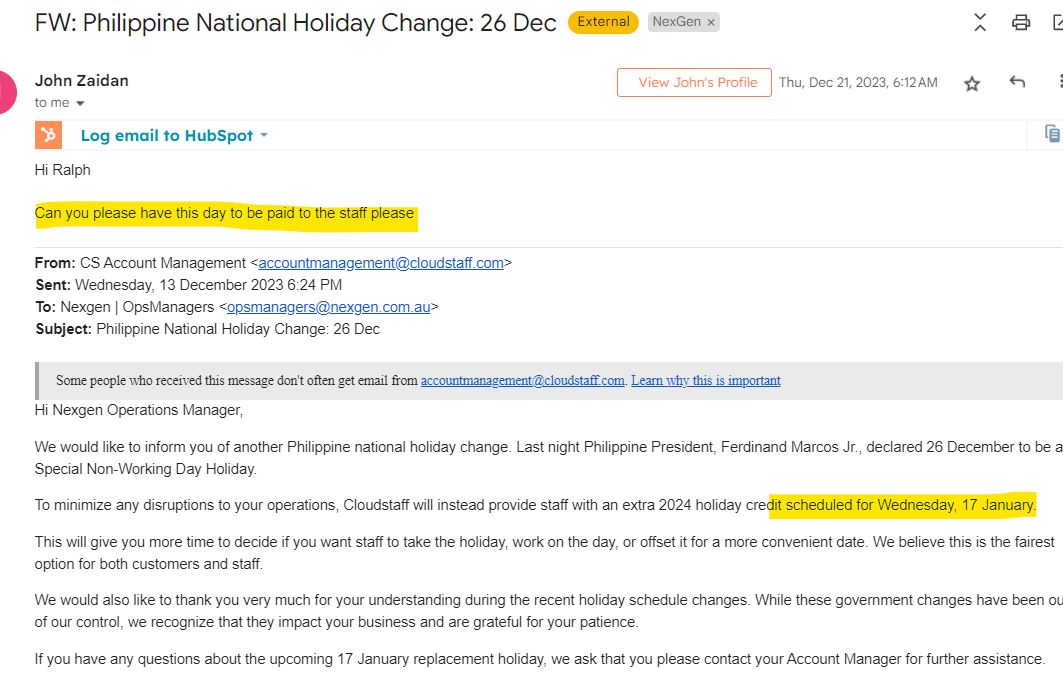 FW: Philippine National Holiday Change: 26 Dec External NexGen ×
John Zaidan View John's Profile Thu, Dec 21, 2023, 6:12 AM
to me
Log email to HubSpot
Hi Ralph
Can you please have this day to be paid to the staff please
From: CS Account Management <accountmanagement@cloudstaff.com>
Sent: Wednesday, 13 December 2023 6:24 PM
To: Nexgen | OpsManagers <opsmanagers@nexgen.com.au>
Subject: Philippine National Holiday Change: 26 Dec
Some people who received this message don't often get email from accountmanagement@cloudstaff.com. Learn why this is important
Hi Nexgen Operations Manager,
We would like to inform you of another Philippine national holiday change. Last night Philippine President, Ferdinand Marcos Jr., declared 26 December to be a
Special Non-Working Day Holiday.
To minimize any disruptions to your operations, Cloudstaff will instead provide staff with an extra 2024 holiday credit scheduled for Wednesday, 17 January.
This will give you more time to decide if you want staff to take the holiday, work on the day, or offset it for a more convenient date. We believe this is the fairest
option for both customers and staff.
We would also like to thank you very much for your understanding during the recent holiday schedule changes. While these government changes have been ou
of our control, we recognize that they impact your business and are grateful for your patience.
If you have any questions about the upcoming 17 January replacement holiday, we ask that you please contact your Account Manager for further assistance.